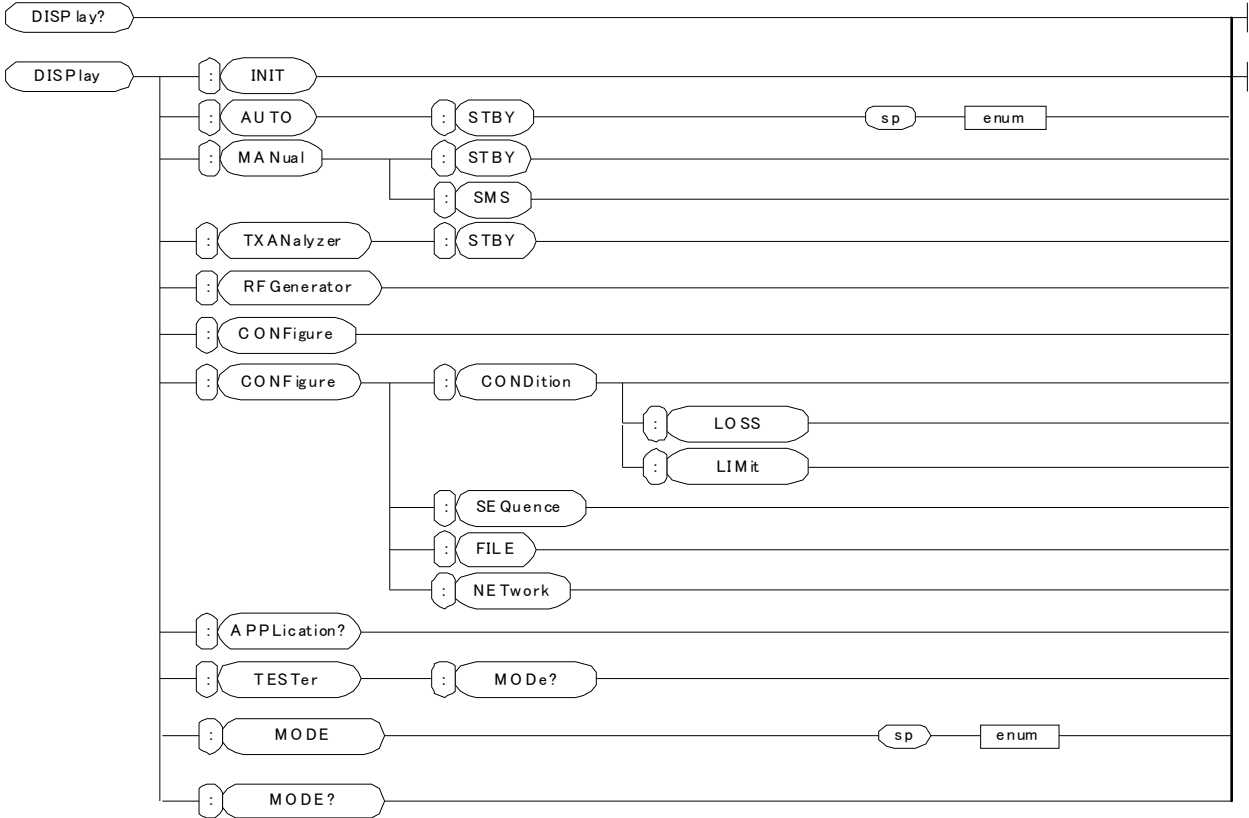 DISPlay?
DISPlay : INIT
: AUTO : STBY sp enum
: MANual : STBY
: SMS
: TXANalyzer : STBY
: RFGenerator
: CONFigure
: CONFigure : CONDition
: LOSS
: LIMit
: SEQuence
: FILE
: NETwork
: APPLication?
: TESTer : MODe?
: MODE sp enum
: MODE?